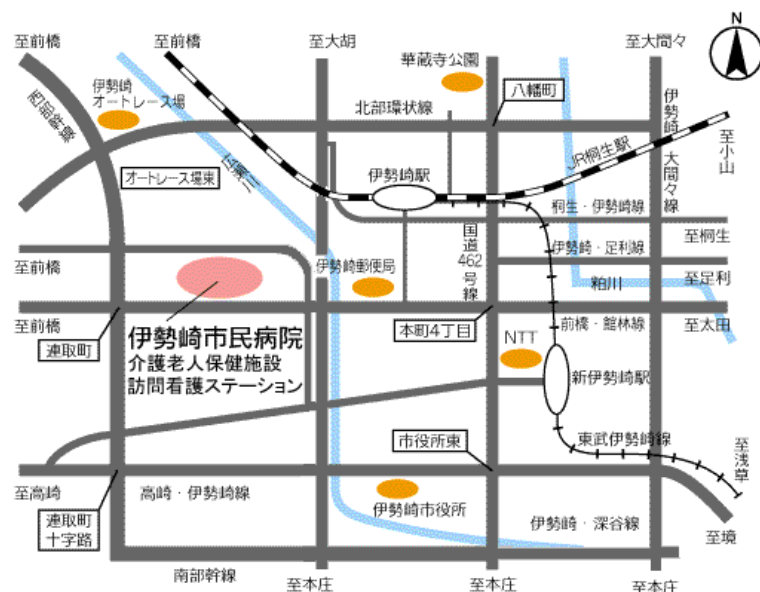 至前橋
至前橋
至大胡
華蔵寺公園
至大間々
N
伊勢崎
オートレース場
西部幹線
北部環状線
八幡町
伊勢崎
大間々線
至小山
広瀬川
オートレース場東
伊勢崎駅
JR桐生駅
桐生・伊勢崎線
至桐生
国道462号線
伊勢崎・足利線
至足利
至前橋
伊勢崎郵便局
粕川
至前橋
連取町
本町4丁目
前橋・館林線
至太田
伊勢崎市民病院
介護老人保健施設
訪問看護ステーション
NTT
新伊勢崎駅
市役所東
東武伊勢崎線
至浅草
至高崎
高崎・伊勢崎線
連取町
十字路
伊勢崎市役所
伊勢崎・深谷線
至境
南部幹線
至本庄
至本庄
至本庄